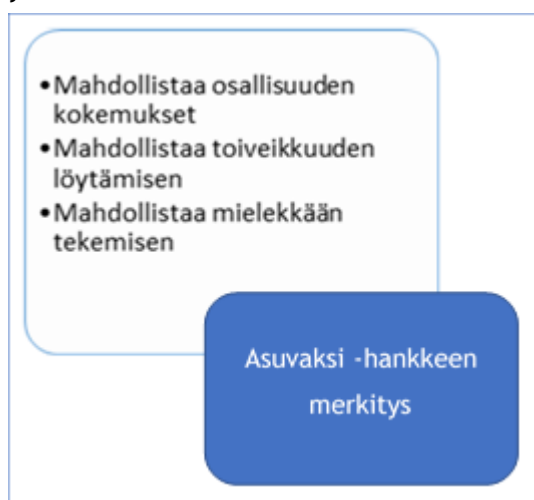 •Mahdollistaa osallisuuden
kokemukset
•Mahdollistaa toiveikkuuden
löytämisen
•Mahdollistaa mielekkään
tekemisen
Asuvaksi -hankkeen
merkitys